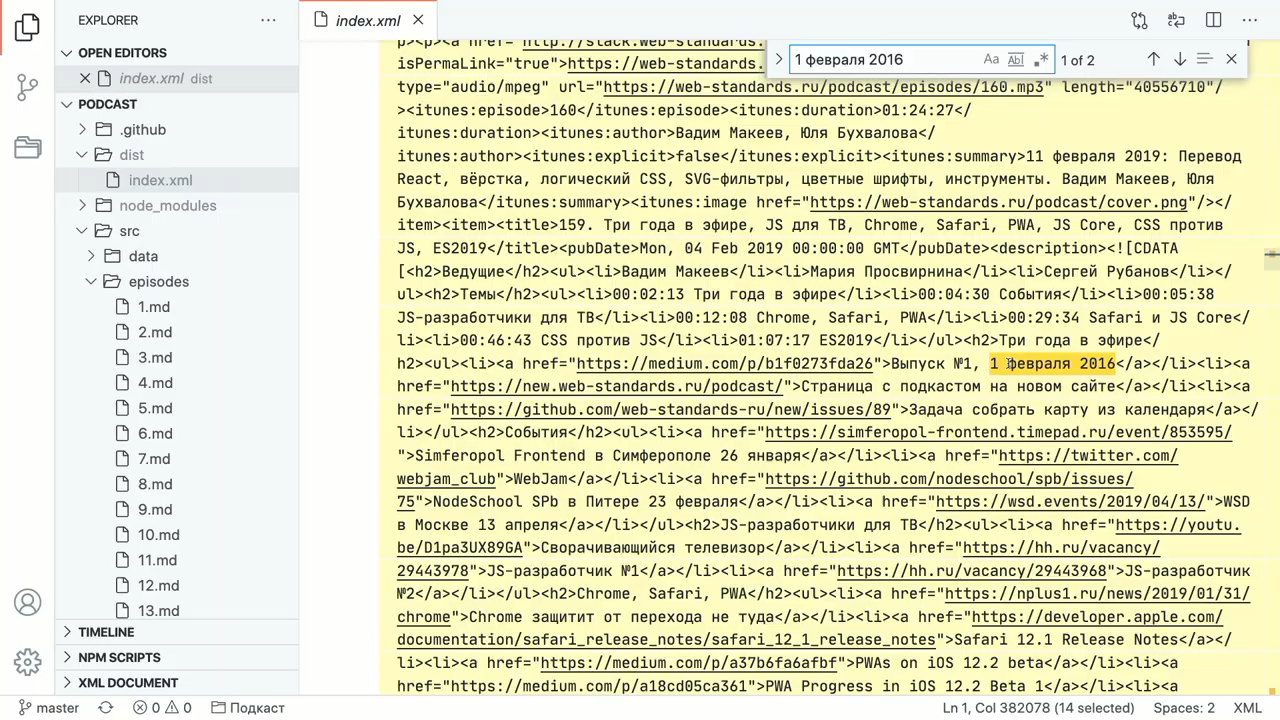 EXPLORER
OPEN EDITORS
index.xml dist
PODCAST
.github
dist
index.xml
node_modules
src
data
episodes
1.md
2.md
3.md
4.md
5.md
6.md
7.md
8.md
9.md
10.md
11.md
12.md
13.md
TIMELINE
NPM SCRIPTS
XML DOCUMENT
index.xml
1 февраля 2016
Aa Abl .*
1 of 2
p><p><a href="http://slack.web-standards.
isPermaLink="true">https://web-standards.
type="audio/mpeg" url="https://web-standards.ru/podcast/episodes/160.mp3" length="40556710"/
><itunes:episode>160</itunes:episode><itunes:duration>01:24:27</
itunes:duration><itunes:author>Вадим Макеев, Юля Бухвалова</
itunes:author><itunes:explicit>false</itunes:explicit><itunes:summary>11 февраля 2019: Перевод
React, вёрстка, логический CSS, SVG-фильтры, цветные шрифты, инструменты. Вадим Макеев, Юля
Бухвалова</itunes:summary><itunes:image href="https://web-standards.ru/podcast/cover.png"/></
item><item><title>159. Три года в эфире, JS для ТВ, Chrome, Safari, PWA, JS Core, CSS против
JS, ES2019</title><pubDate>Mon, 04 Feb 2019 00:00:00 GMT</pubDate><description><![CDATA
[<h2>Ведущие</h2><ul><li>Вадим Макеев</li><li>Мария Просвирнина</li><li>Сергей Рубанов</li></
ul><h2>Темы</h2><ul><li>00:02:13 Три года в эфире</li><li>00:04:30 События</li><li>00:05:38
JS-разработчики для ТВ</li><li>00:12:08 Chrome, Safari, PWA</li><li>00:29:34 Safari и JS Core</
li><li>00:46:43 CSS против JS</li><li>01:07:17 ES2019</li></ul><h2>Три года в эфире</
h2><ul><li><a href="https://medium.com/p/b1f0273fda26">Выпуск №1, 1 февраля 2016</a></li><li><a
href="https://new.web-standards.ru/podcast/">Страница с подкастом на новом сайте</a></li><li><a
href="https://github.com/web-standards-ru/new/issues/89">Задача собрать карту из календаря</a></
li></ul><h2>События</h2><ul><li><a href="https://simferopol-frontend.timepad.ru/event/853595/
">Simferopol Frontend в Симферополе 26 января</a></li><li><a href="https://twitter.com/
webjam_club">WebJam</a></li><li><a href="https://github.com/nodeschool/spb/issues/
75">NodeSchool SPb в Питере 23 февраля</a></li><li><a href="https://wsd.events/2019/04/13/">WSD
в Москве 13 апреля</a></li></ul><h2>JS-разработчики для ТВ</h2><ul><li><a href="https://youtu.
be/D1pa3UX89GA">Сворачивающийся телевизор</a></li><li><a href="https://hh.ru/vacancy/
29443978">JS-разработчик №1</a></li><li><a href="https://hh.ru/vacancy/29443968">JS-разработчик
№2</a></li></ul><h2>Chrome, Safari, PWA</h2><ul><li><a href="https://nplus1.ru/news/2019/01/31/
chrome">Chrome защитит от перехода не туда</a></li><li><a href="https://developer.apple.com/
documentation/safari_release_notes/safari_12_1_release_notes">Safari 12.1 Release Notes</a></
li><li><a href="https://medium.com/p/a37b6fa6afbf">PWAs on iOS 12.2 beta</a></li><li><a
href="https://medium.com/p/a18cd05ca361">PWA Progress in iOS 12.2 Beta 1</a></li><li><a
master
0 0
Подкаст
Ln 1, Col 382078 (14 selected)
Spaces: 2
XML